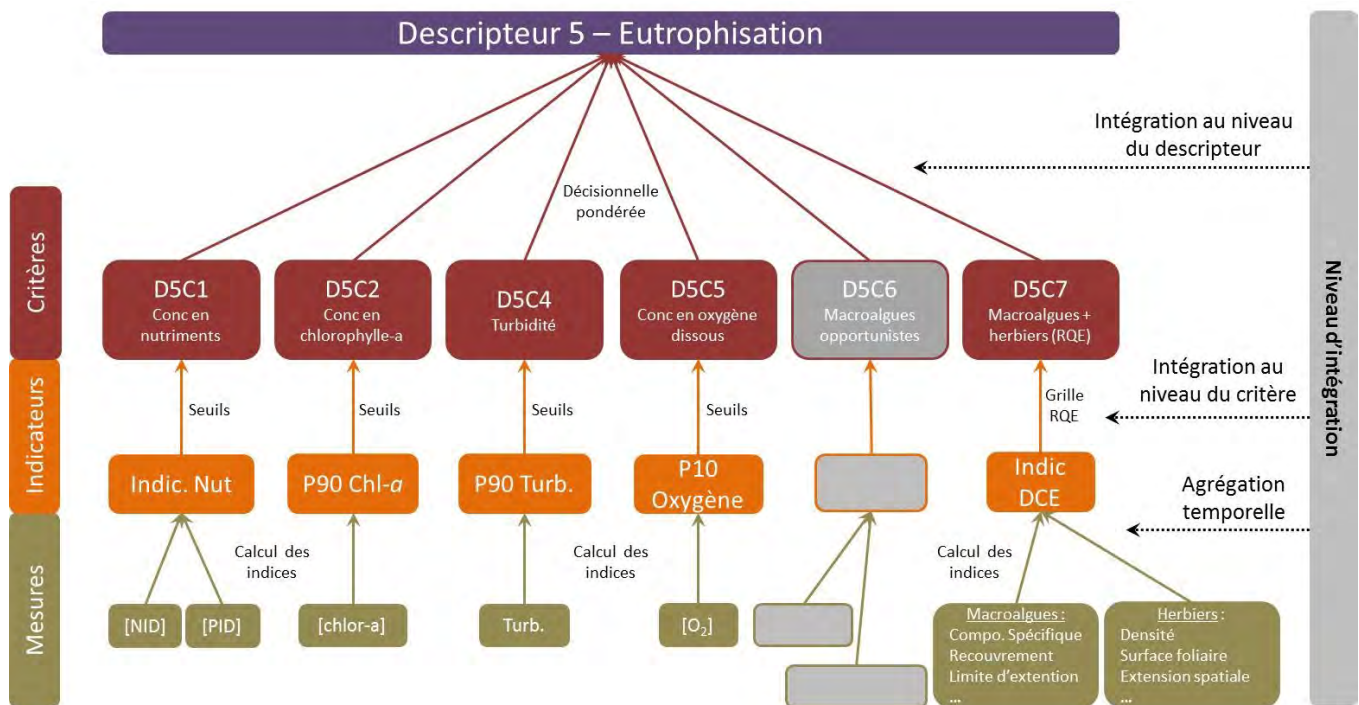 Descripteur 5 – Eutrophisation
Intégration au niveau
du descripteur
Décisionnelle
pondérée
Critères
D5C1
Conc en
nutriments
D5C2
Conc en
chlorophylle-a
D5C4
Turbidité
D5C5
Conc en oxygène
dissous
D5C6
Macroalgues
opportunistes
D5C7
Macroalgues +
herbiers (RQE)
Niveau d'intégration
Intégration au
niveau du critère
Indicateurs
Seuils
Seuils
Seuils
Seuils
Grille
RQE
Indic. Nut
P90 Chl-a
P90 Turb.
P10
Oxygène
Indic
DCE
Agrégation
temporelle
Mesures
Calcul des
indices
Calcul des
indices
Calcul des
indices
[NID]
[PID]
[chlor-a]
Turb.
[O₂]
Macroalgues :
Compo. Spécifique
Recouvrement
Limite d'extention
...
Herbiers :
Densité
Surface foliaire
Extension spatiale
...